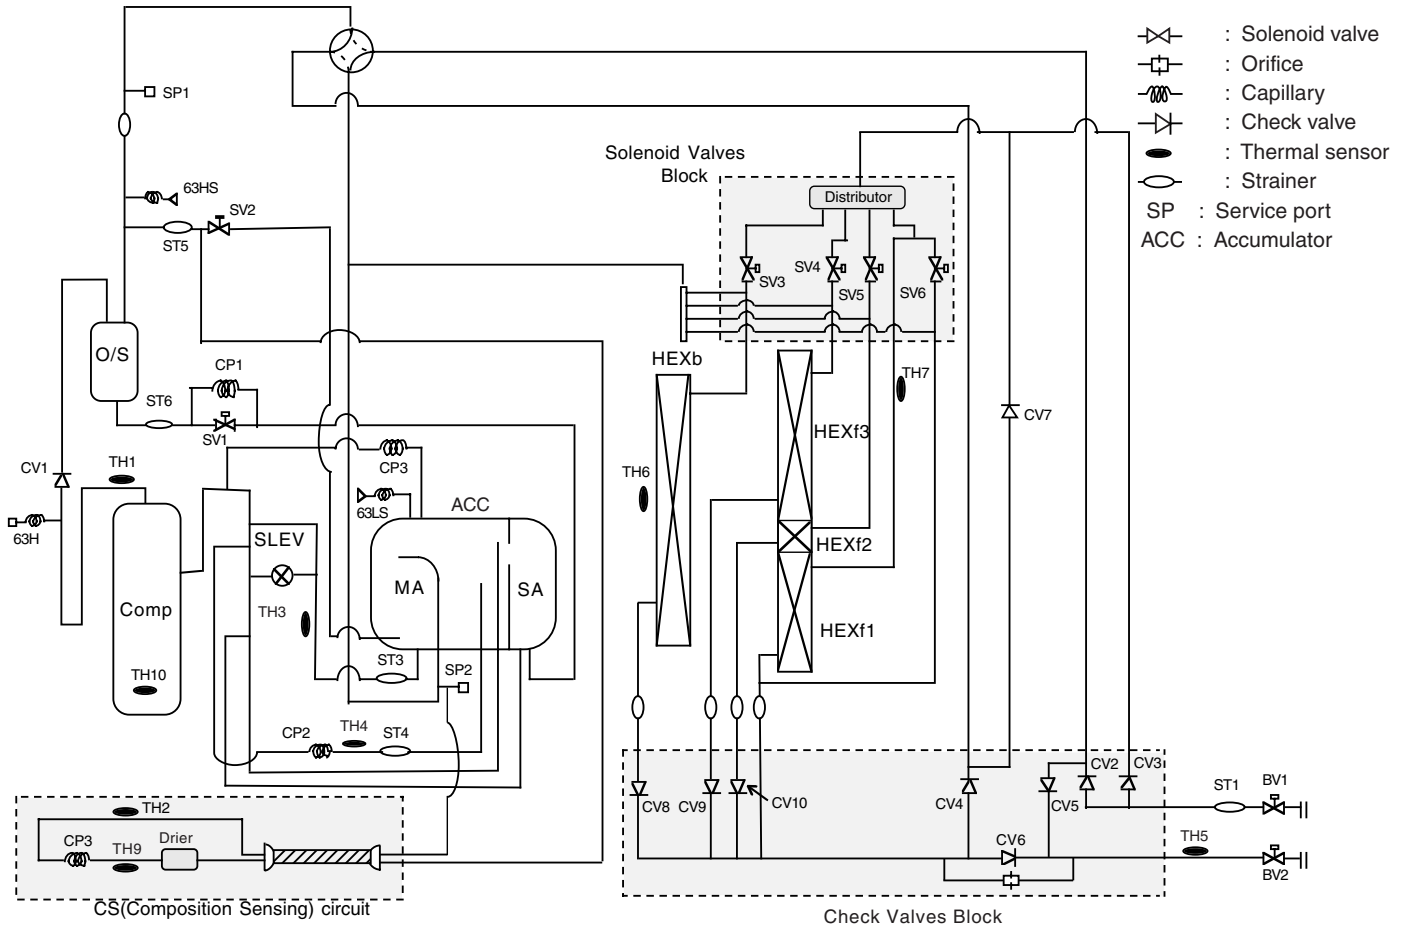 : Solenoid valve
: Orifice
: Capillary
: Check valve
: Thermal sensor
: Strainer
SP : Service port
ACC : Accumulator
SP1
Solenoid Valves
Block
63HS
SV2
ST5
Distributor
SV3
SV4
SV5
SV6
O/S
CP1
ST6
SV1
HEXb
TH7
CV7
HEXf3
CV1
TH1
CP3
TH6
63H
63LS
ACC
SLEV
HEXf2
MA
SA
Comp
TH3
HEXf1
TH10
ST3
SP2
CP2
TH4
ST4
CV2
CV3
ST1
BV1
CV8
CV9
CV10
CV4
CV5
CV6
TH5
BV2
TH2
CP3
TH9
Drier
CS(Composition Sensing) circuit
Check Valves Block